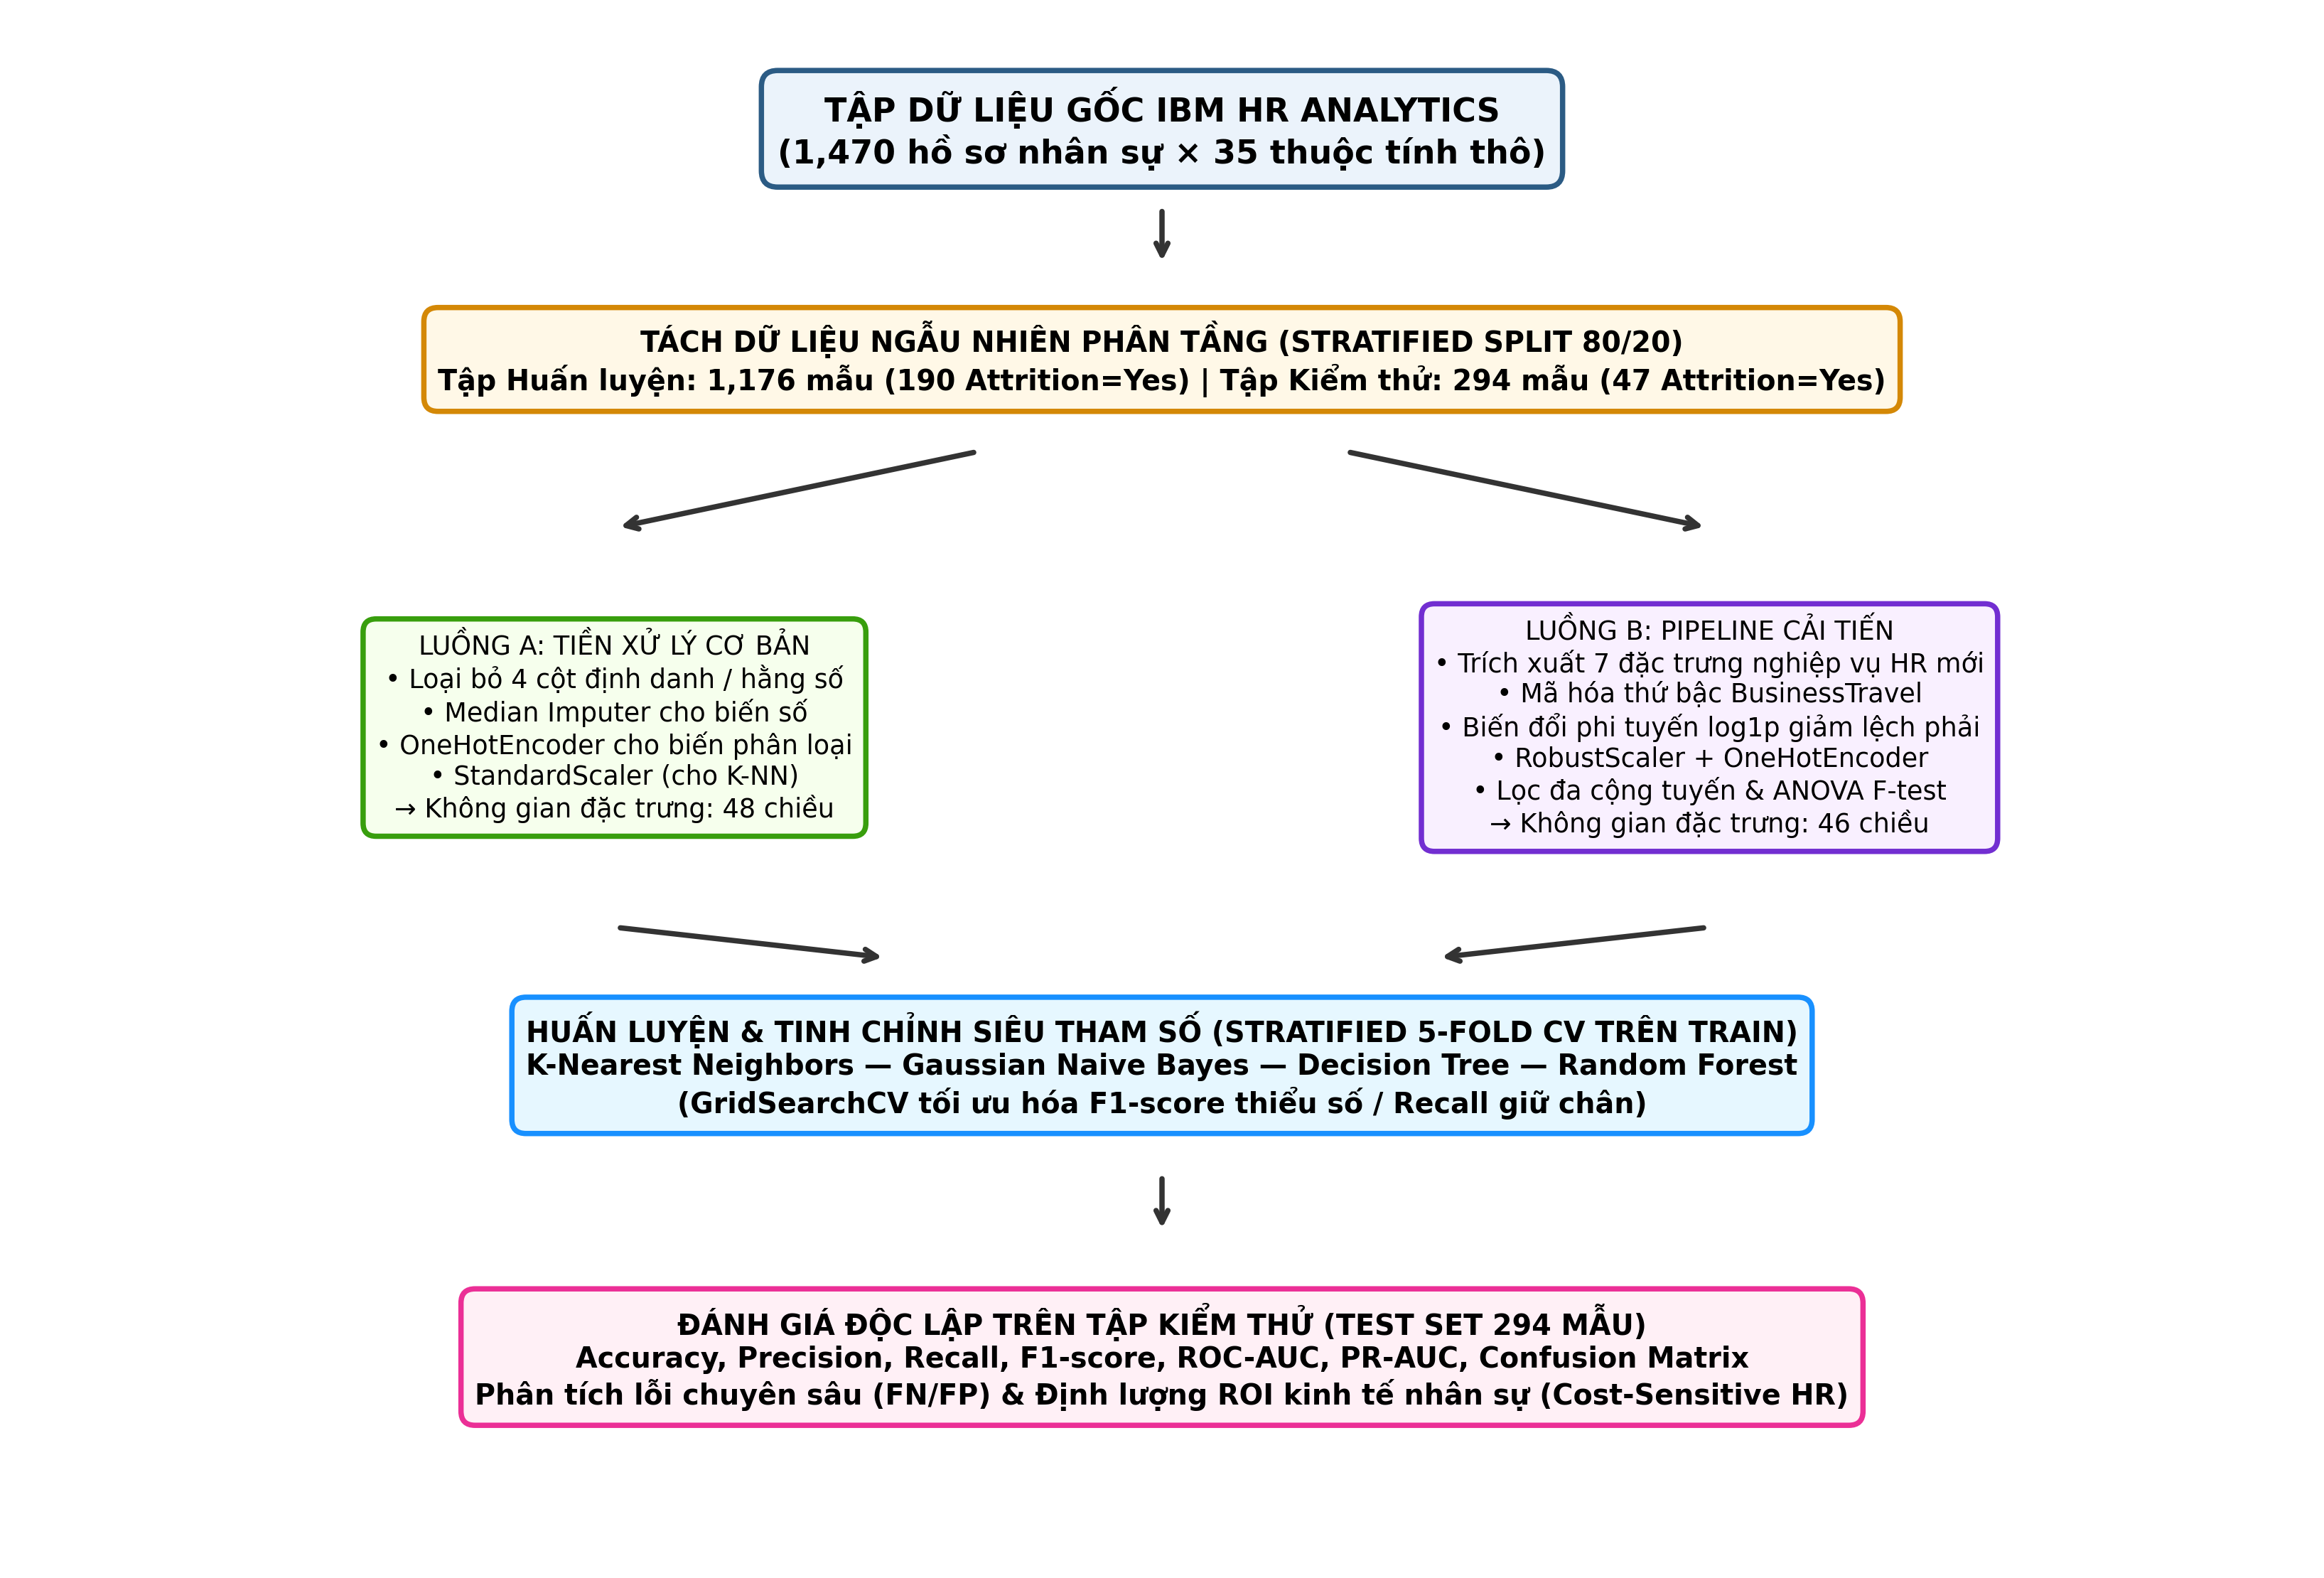 TẬP DỮ LIỆU GỐC IBM HR ANALYTICS
(1,470 hồ sơ nhân sự × 35 thuộc tính thô)
TÁCH DỮ LIỆU NGẪU NHIÊN PHÂN TẦNG (STRATIFIED SPLIT 80/20)
Tập Huấn luyện: 1,176 mẫu (190 Attrition=Yes) | Tập Kiểm thử: 294 mẫu (47 Attrition=Yes)
LUỒNG A: TIỀN XỬ LÝ CƠ BẢN
• Loại bỏ 4 cột định danh / hằng số
• Median Imputer cho biến số
• OneHotEncoder cho biến phân loại
• StandardScaler (cho K-NN)
→ Không gian đặc trưng: 48 chiều
LUỒNG B: PIPELINE CẢI TIẾN
• Trích xuất 7 đặc trưng nghiệp vụ HR mới
• Mã hóa thứ bậc BusinessTravel
• Biến đổi phi tuyến log1p giảm lệch phải
• RobustScaler + OneHotEncoder
• Lọc đa cộng tuyến & ANOVA F-test
→ Không gian đặc trưng: 46 chiều
HUẤN LUYỆN & TINH CHỈNH SIÊU THAM SỐ (STRATIFIED 5-FOLD CV TRÊN TRAIN)
K-Nearest Neighbors — Gaussian Naive Bayes — Decision Tree — Random Forest
(GridSearchCV tối ưu hóa F1-score thiểu số / Recall giữ chân)
ĐÁNH GIÁ ĐỘC LẬP TRÊN TẬP KIỂM THỬ (TEST SET 294 MẪU)
Accuracy, Precision, Recall, F1-score, ROC-AUC, PR-AUC, Confusion Matrix
Phân tích lỗi chuyên sâu (FN/FP) & Định lượng ROI kinh tế nhân sự (Cost-Sensitive HR)